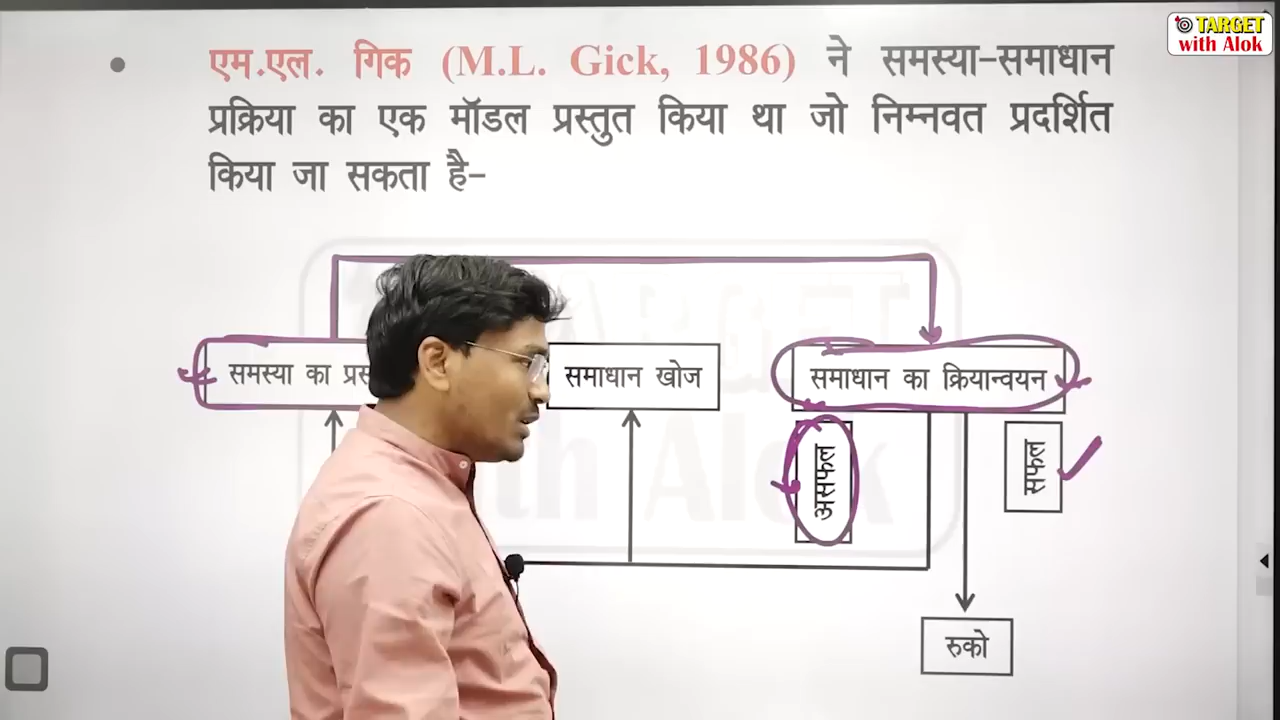 TARGET
with Alok
एम.एल. गिक (M.L. Gick, 1986) ने समस्या-समाधान
प्रक्रिया का एक मॉडल प्रस्तुत किया था जो निम्नवत प्रदर्शित
किया जा सकता है-
समस्या का
समाधान खोज
समाधान का क्रियान्वयन
असफल
सफल
रुको